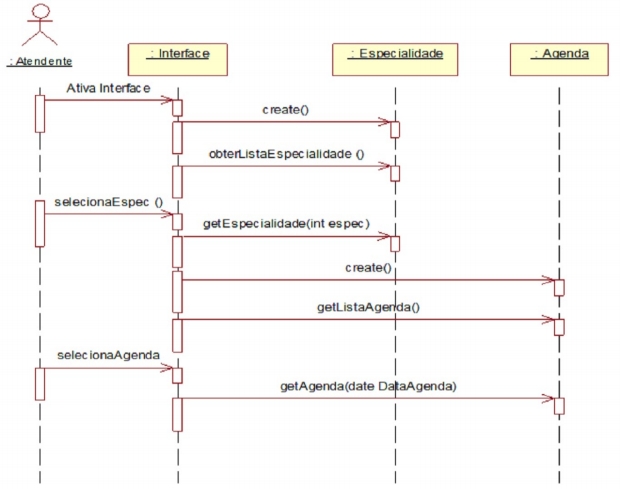 : Atendente
: Interface
: Especialidade
: Agenda
Ativa Interface
create()
obterListaEspecialidade ()
selecionaEspec ()
getEspecialidade(int espec)
create()
getListaAgenda()
selecionaAgenda
getAgenda(date DataAgenda)